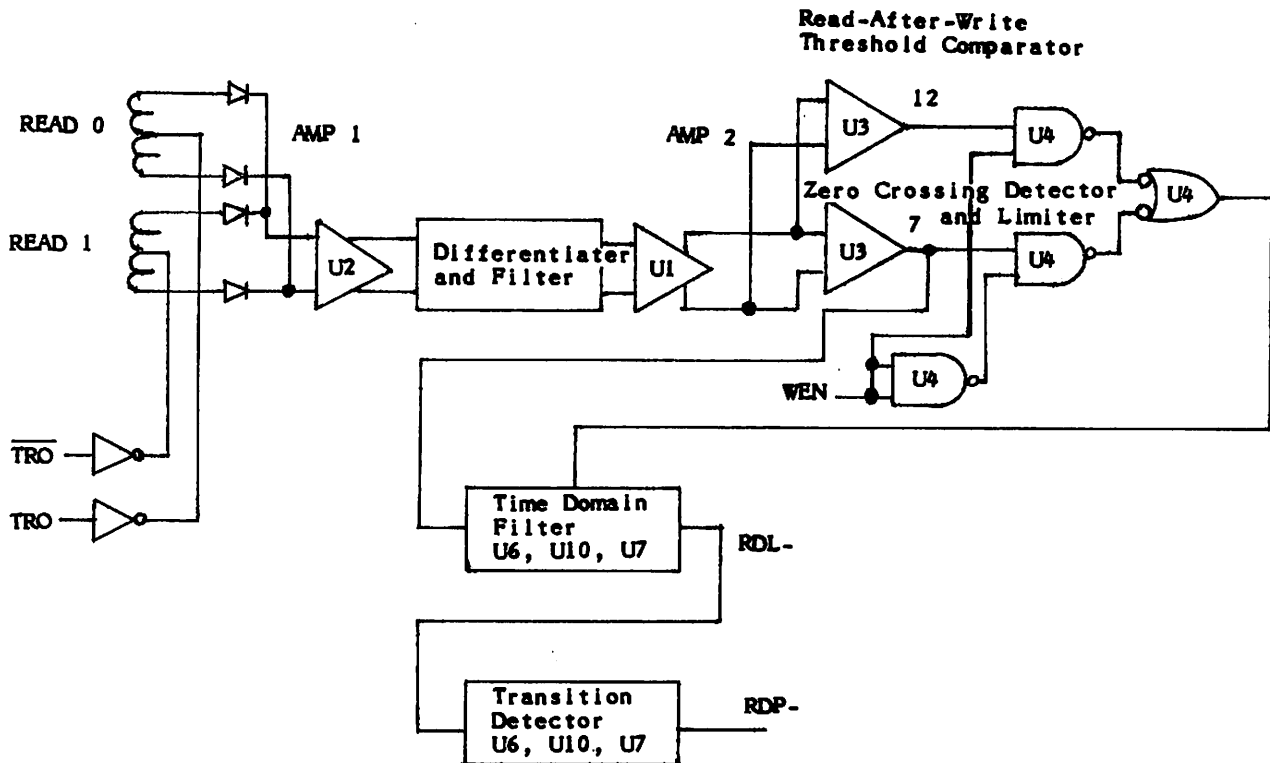 Read-After-Write
Threshold Comparator
READ 0
AMP 1
AMP 2
U3
12
U4
Zero Crossing Detector
and Limiter
U4
READ 1
U2
Differentiater
and Filter
U1
U3
7
U4
WEN
U4
TRO
TRO
Time Domain
Filter
U6, U10, U7
RDL-
Transition
Detector
U6, U10., U7
RDP-